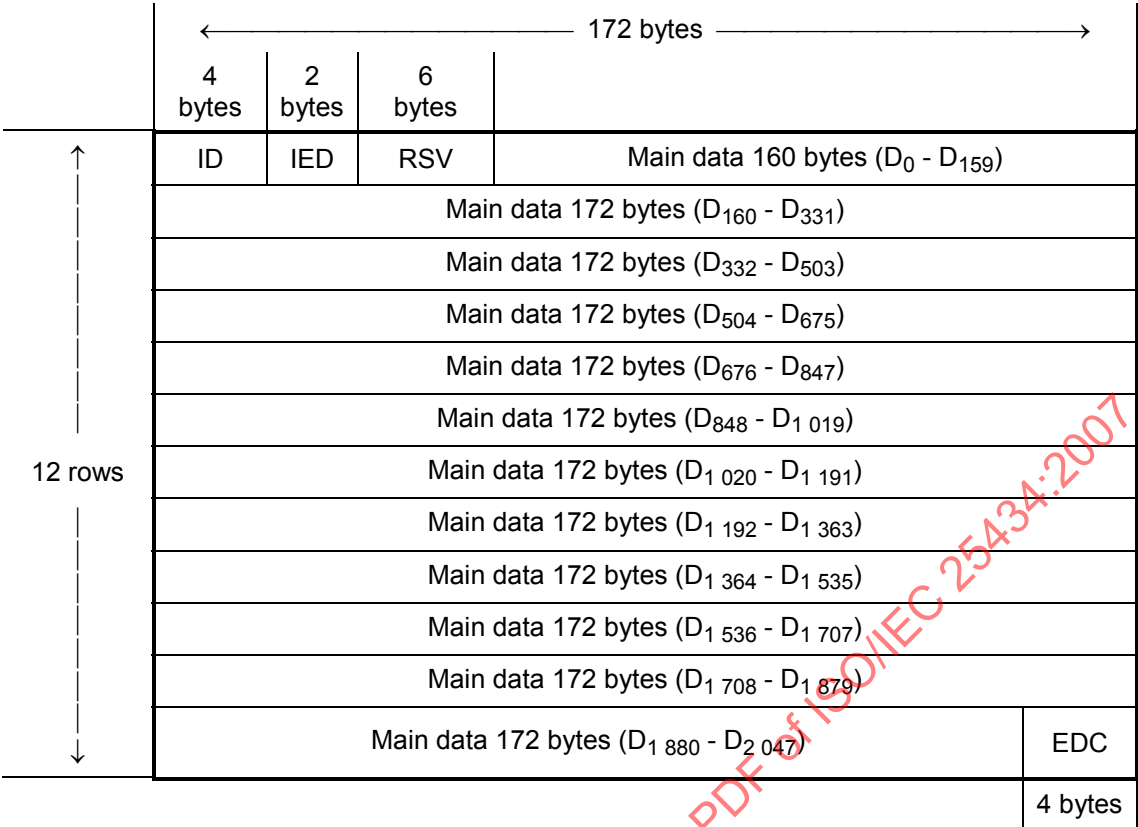 ← 172 bytes →
4 bytes 2 bytes 6 bytes
ID IED RSV Main data 160 bytes (D0 - D159)
Main data 172 bytes (D160 - D331)
Main data 172 bytes (D332 - D503)
Main data 172 bytes (D504 - D675)
Main data 172 bytes (D676 - D847)
Main data 172 bytes (D848 - D1 019)
12 rows Main data 172 bytes (D1 020 - D1 191)
Main data 172 bytes (D1 192 - D1 363)
Main data 172 bytes (D1 364 - D1 535)
Main data 172 bytes (D1 536 - D1 707)
Main data 172 bytes (D1 708 - D1 879)
Main data 172 bytes (D1 880 - D2 047) EDC
4 bytes
PDF of ISO/IEC 25434:2007